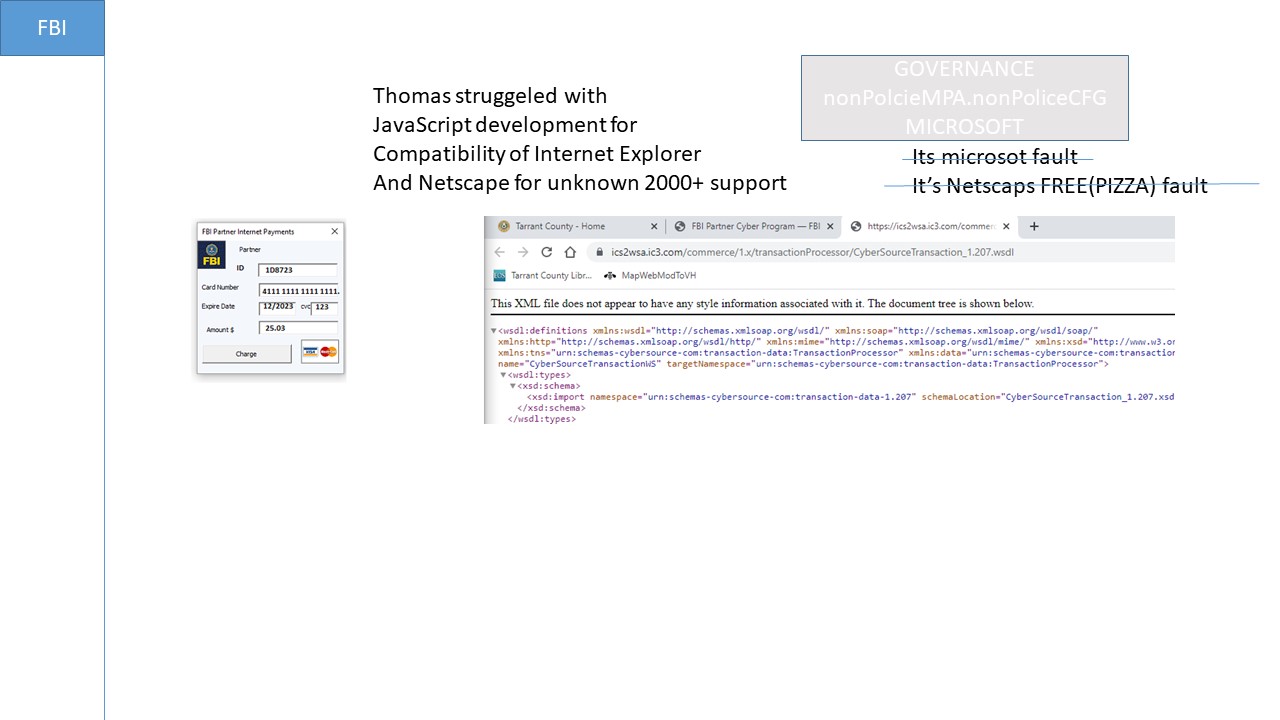 FBI
GOVERNANCE
nonPolcieMPA.nonPoliceCFG
MICROSOFT
Thomas struggeled with
JavaScript development for
Compatibility of Internet Explorer
And Netscape for unknown 2000+ support
Its microsot fault
It's Netscaps FREE(PIZZA) fault
FBI Partner Internet Payments
FBI
Partner
ID 1D8723
Card Number 4111 1111 1111 1111.
Expire Date 12/2023 cvc 123
Amount $ 25.03
Charge
VISA MasterCard
Tarrant County - Home
FBI Partner Cyber Program — FBI
https://ics2wsa.ic3.com/commer
ics2wsa.ic3.com/commerce/1.x/transactionProcessor/CyberSourceTransaction_1.207.wsdl
Tarrant County Libr... MapWebModToVH
This XML file does not appear to have any style information associated with it. The document tree is shown below.
▼<wsdl:definitions xmlns:wsdl="http://schemas.xmlsoap.org/wsdl/" xmlns:soap="http://schemas.xmlsoap.org/wsdl/soap/"
xmlns:http="http://schemas.xmlsoap.org/wsdl/http/" xmlns:mime="http://schemas.xmlsoap.org/wsdl/mime/" xmlns:xsd="http://www.w3.or
xmlns:tns="urn:schemas-cybersource-com:transaction-data:TransactionProcessor" xmlns:data="urn:schemas-cybersource-com:transaction
name="CyberSourceTransactionWS" targetNamespace="urn:schemas-cybersource-com:transaction-data:TransactionProcessor">
▼<wsdl:types>
▼<xsd:schema>
<xsd:import namespace="urn:schemas-cybersource-com:transaction-data-1.207" schemaLocation="CyberSourceTransaction_1.207.xsd
</xsd:schema>
</wsdl:types>